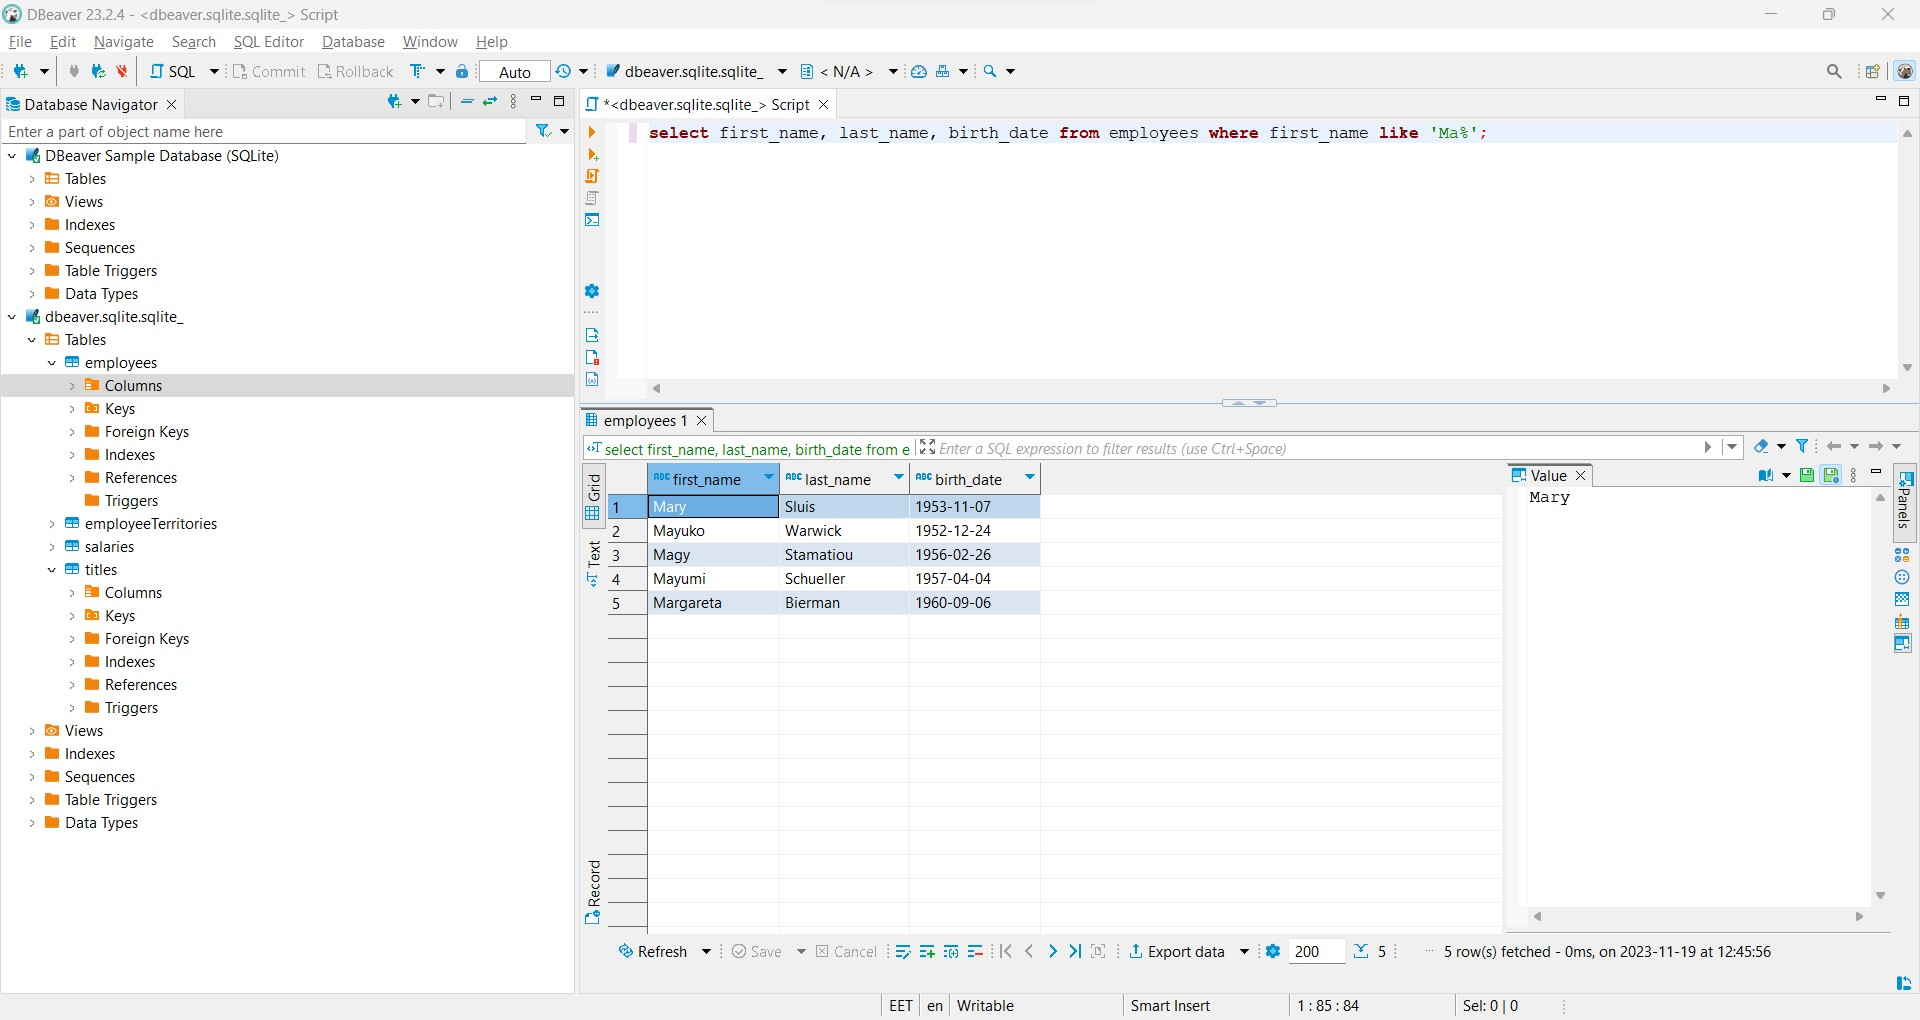 DBeaver 23.2.4 - <dbeaver.sqlite.sqlite_> Script
File Edit Navigate Search SQL Editor Database Window Help
SQL Commit Rollback Auto dbeaver.sqlite.sqlite_ < N/A >
Database Navigator
Enter a part of object name here
DBeaver Sample Database (SQLite)
Tables
Views
Indexes
Sequences
Table Triggers
Data Types
dbeaver.sqlite.sqlite_
Tables
employees
Columns
Keys
Foreign Keys
Indexes
References
Triggers
employeeTerritories
salaries
titles
Columns
Keys
Foreign Keys
Indexes
References
Triggers
Views
Indexes
Sequences
Table Triggers
Data Types
*<dbeaver.sqlite.sqlite_> Script
select first_name, last_name, birth_date from employees where first_name like 'Ma%';
employees 1
select first_name, last_name, birth_date from e Enter a SQL expression to filter results (use Ctrl+Space)
Grid
Text
Record
ABC first_name ABC last_name ABC birth_date
1 Mary Sluis 1953-11-07
2 Mayuko Warwick 1952-12-24
3 Magy Stamatiou 1956-02-26
4 Mayumi Schueller 1957-04-04
5 Margareta Bierman 1960-09-06
Value
Mary
Panels
Refresh Save Cancel Export data 200 5 5 row(s) fetched - 0ms, on 2023-11-19 at 12:45:56
EET en Writable Smart Insert 1 : 85 : 84 Sel: 0 | 0